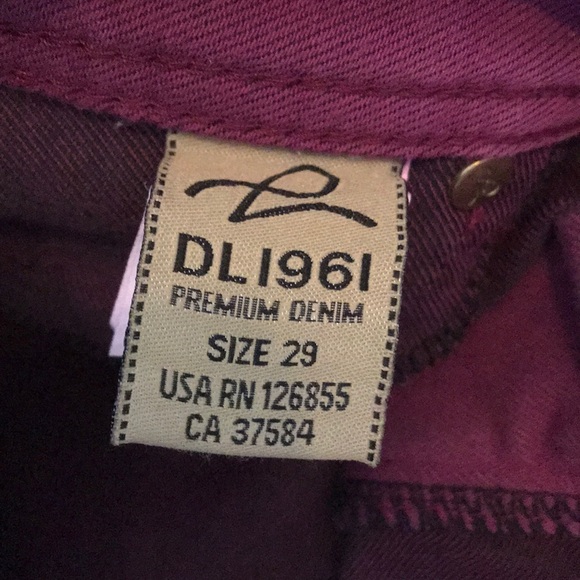 DL1961
PREMIUM DENIM
SIZE 29
USA RN 126855
CA 37584